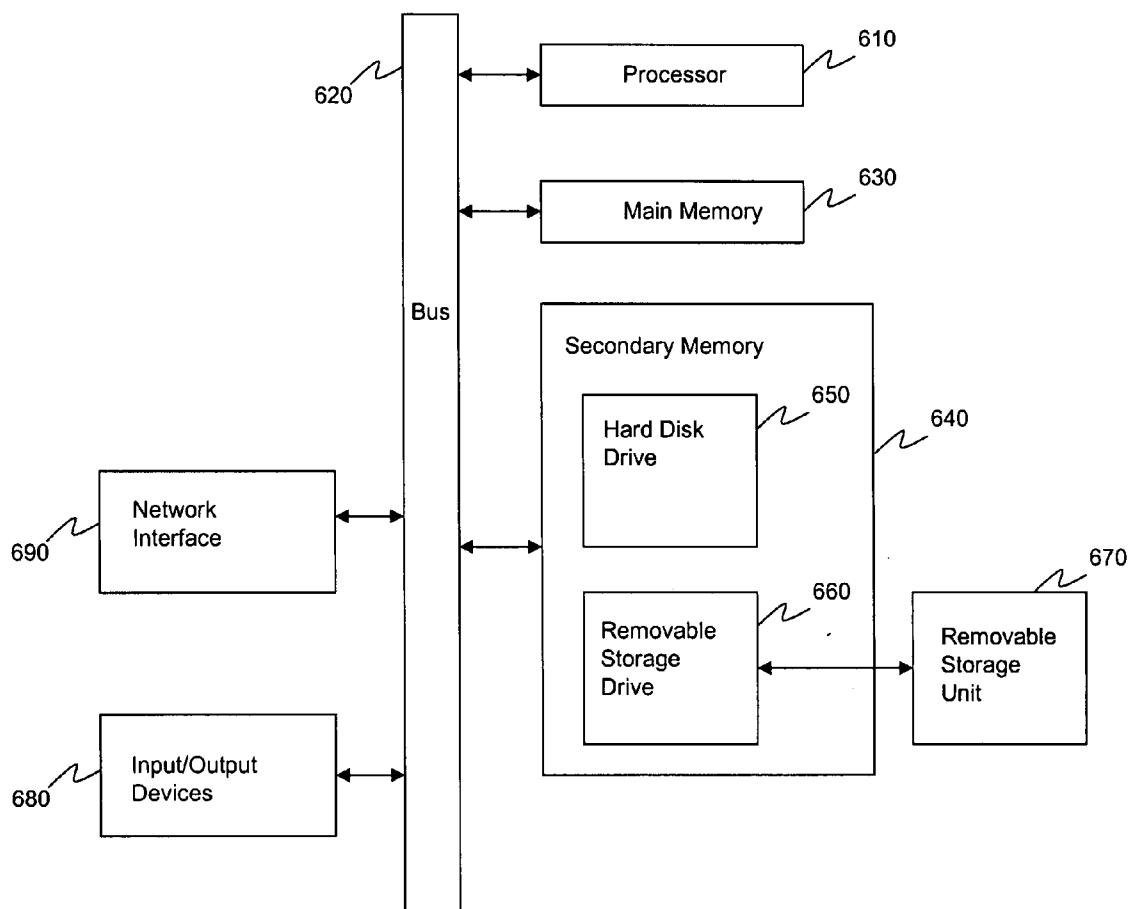 610
Processor
620
630
Main Memory
Bus
Secondary Memory
650
Hard Disk
Drive
640
Network
Interface
690
670
660
Removable
Storage
Drive
Removable
Storage
Unit
Input/Output
Devices
680